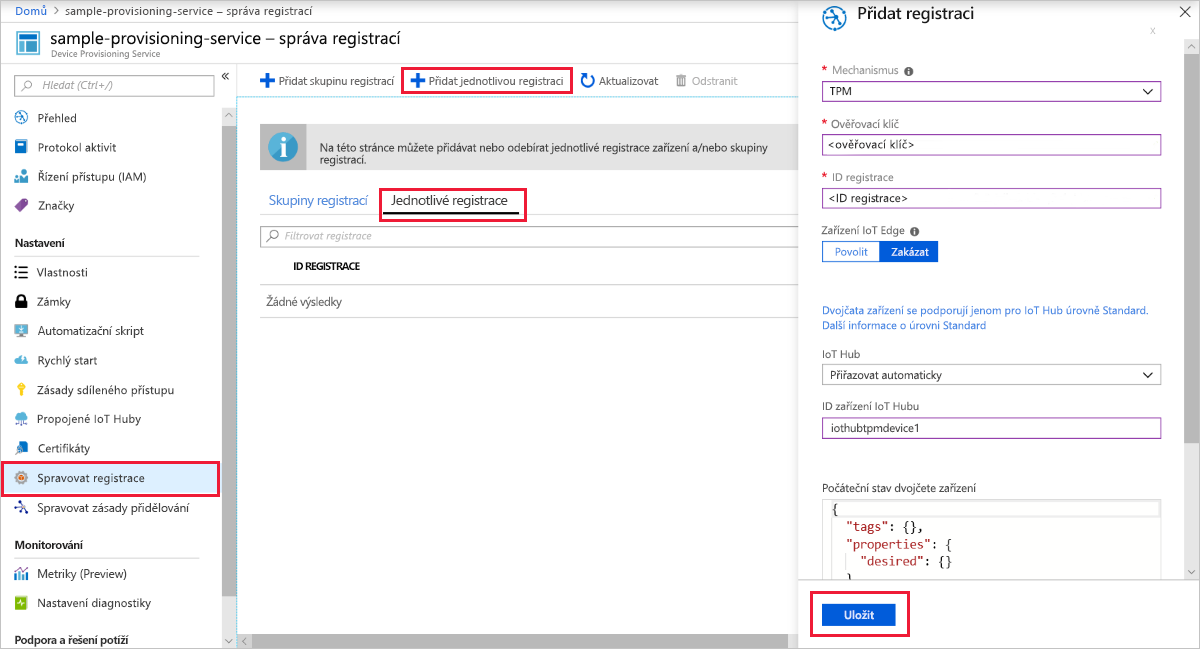 Domů > sample-provisioning-service – správa registrací
sample-provisioning-service – správa registrací
Device Provisioning Service
Hledat (Ctrl+/)
«
Přehled
Protokol aktivit
Řízení přístupu (IAM)
Značky
Nastavení
Vlastnosti
Zámky
Automatizační skript
Rychlý start
Zásady sdíleného přístupu
Propojené IoT Huby
Certifikáty
Spravovat registrace
Spravovat zásady přidělování
Monitorování
Metriky (Preview)
Nastavení diagnostiky
Podpora a řešení potíží
Přidat skupinu registrací
Přidat jednotlivou registraci
Aktualizovat
Odstranit
Na této stránce můžete přidávat nebo odebírat jednotlivé registrace zařízení a/nebo skupiny
registrací.
Skupiny registrací
Jednotlivé registrace
Filtrovat registrace
ID REGISTRACE
Žádné výsledky
Přidat registraci
x
* Mechanismus
TPM
* Ověřovací klíč
<ověřovací klíč>
* ID registrace
<ID registrace>
Zařízení IoT Edge
Povolit
Zakázat
Dvojčata zařízení se podporují jenom pro IoT Hub úrovně Standard.
Další informace o úrovni Standard
IoT Hub
Přiřazovat automaticky
ID zařízení IoT Hubu
iothubtpmdevice1
Počáteční stav dvojčete zařízení
{
"tags": {},
"properties": {
"desired": {}
}
Uložit